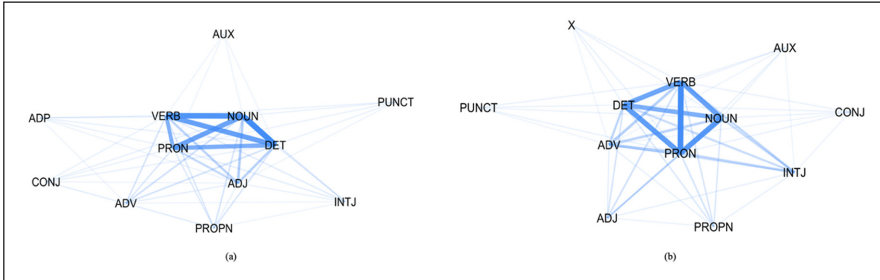 AUX
PUNCT
ADP
VERB
NOUN
PRON
DET
CONJ
ADJ
ADV
INTJ
PROPN
(a)
X
AUX
VERB
PUNCT
DET
NOUN
CONJ
ADV
PRON
INTJ
ADJ
PROPN
(b)